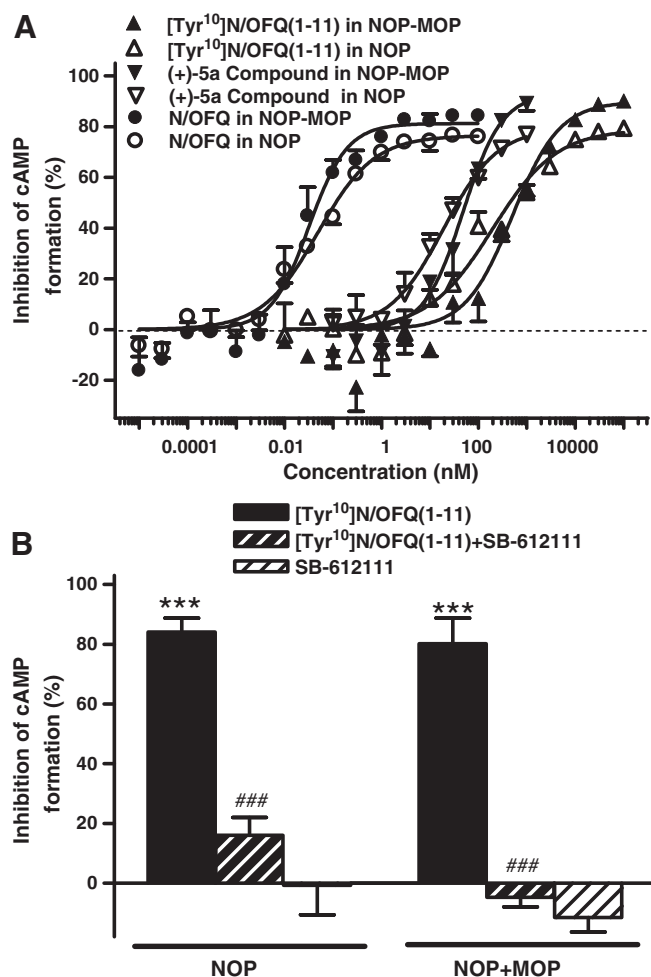 A
[Tyr¹⁰]N/OFQ(1-11) in NOP-MOP
[Tyr¹⁰]N/OFQ(1-11) in NOP
(+)-5a Compound in NOP-MOP
(+)-5a Compound in NOP
N/OFQ in NOP-MOP
N/OFQ in NOP
Inhibition of cAMP
formation (%)
100
80
60
40
20
0
-20
0.0001
0.01
1
100
10000
Concentration (nM)
B
[Tyr¹⁰]N/OFQ(1-11)
[Tyr¹⁰]N/OFQ(1-11)+SB-612111
SB-612111
Inhibition of cAMP
formation (%)
100
80
60
40
20
0
***
###
***
###
NOP
NOP+MOP